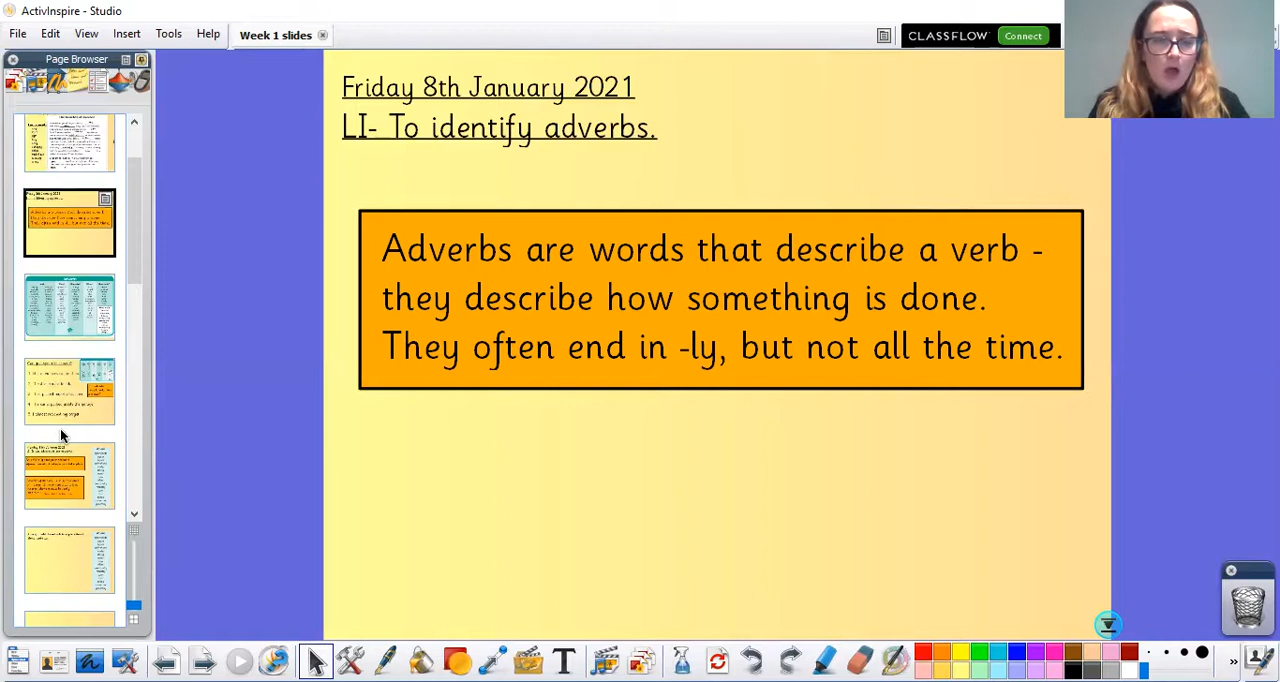 ActivInspire - Studio
File Edit View Insert Tools Help Week 1 slides
CLASSFLOW Connect
Page Browser
Friday 8th January 2021
LI- To identify adverbs.
Adverbs are words that describe a verb -
they describe how something is done.
They often end in -ly, but not all the time.